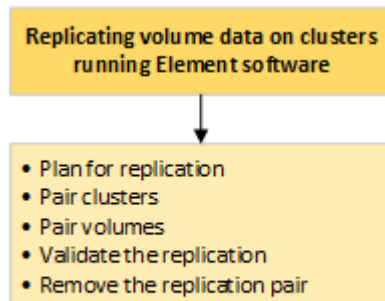 Replicating volume data on clusters
running Element software
• Plan for replication
• Pair clusters
• Pair volumes
• Validate the replication
• Remove the replication pair